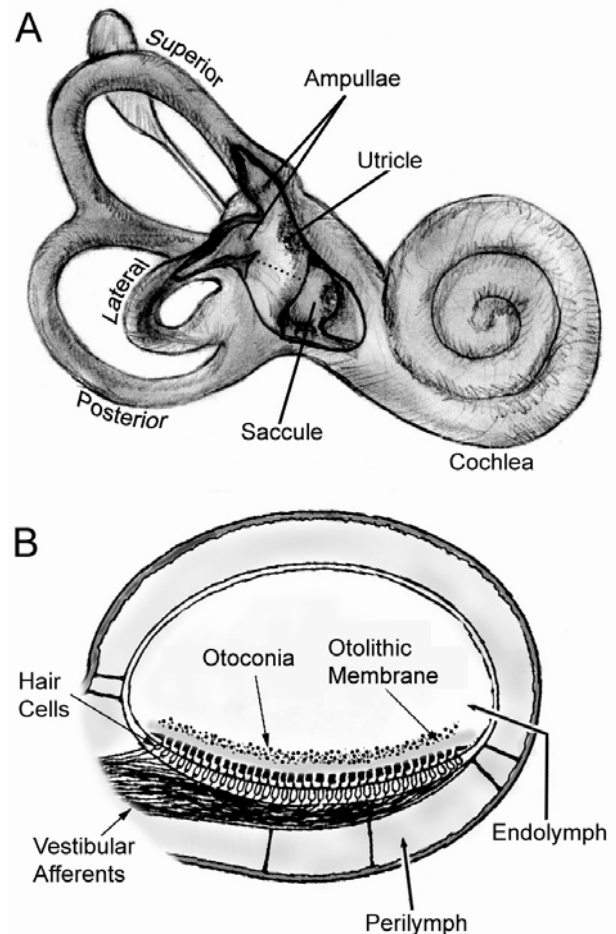 A
Superior
Ampullae
Utricle
Lateral
Posterior
Saccule
Cochlea
B
Otoconia
Otolithic
Membrane
Hair
Cells
Vestibular
Afferents
Endolymph
Perilymph